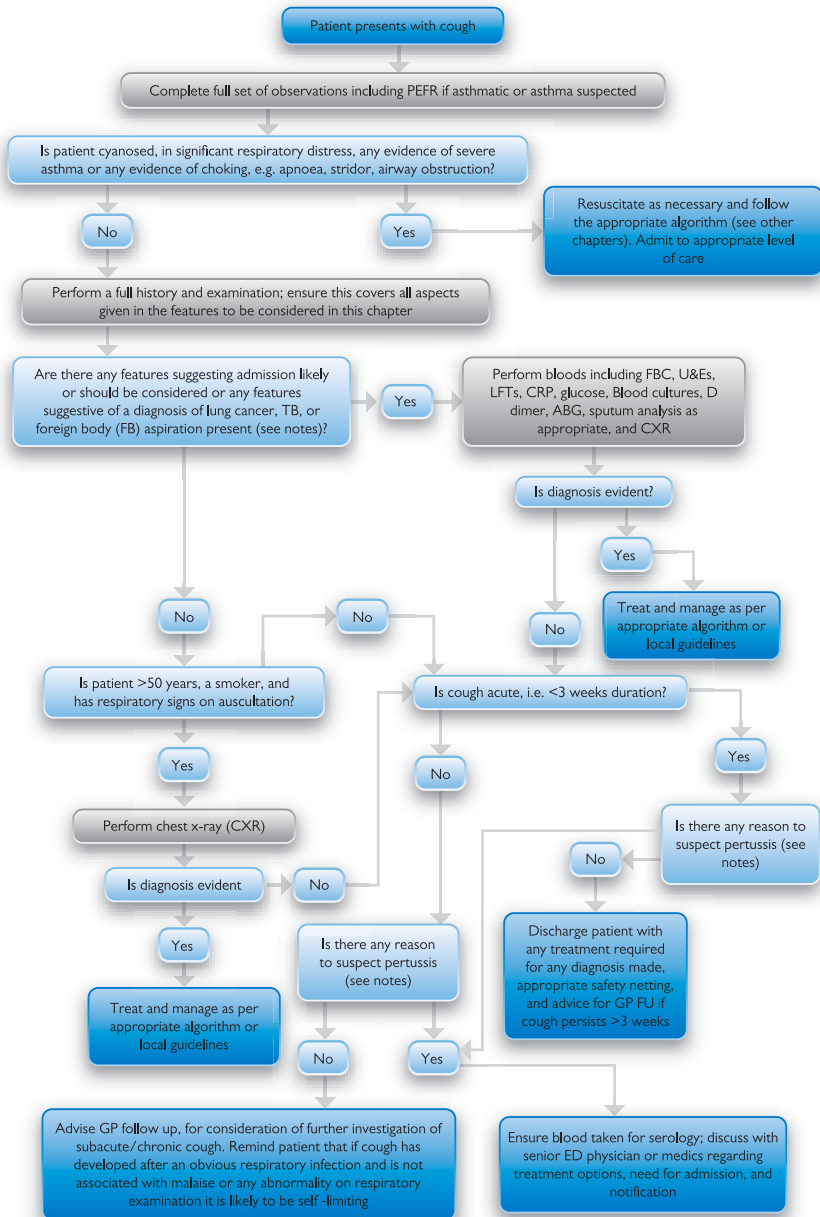 Patient presents with cough
Complete full set of observations including PEFR if asthmatic or asthma suspected
Is patient cyanosed, in significant respiratory distress, any evidence of severe
asthma or any evidence of choking, e.g. apnoea, stridor, airway obstruction?
No
Yes
Resuscitate as necessary and follow
the appropriate algorithm (see other
chapters). Admit to appropriate level
of care
Perform a full history and examination; ensure this covers all aspects
given in the features to be considered in this chapter
Are there any features suggesting admission likely
or should be considered or any features
suggestive of a diagnosis of lung cancer, TB, or
foreign body (FB) aspiration present (see notes)?
Yes
Perform bloods including FBC, U&Es,
LFTs, CRP, glucose, Blood cultures, D
dimer, ABG, sputum analysis as
appropriate, and CXR
Is diagnosis evident?
Yes
Treat and manage as per
appropriate algorithm or
local guidelines
No
No
No
Is patient >50 years, a smoker, and
has respiratory signs on auscultation?
Is cough acute, i.e. <3 weeks duration?
Yes
No
Yes
Perform chest x-ray (CXR)
Is there any reason to
suspect pertussis (see
notes)
No
Is diagnosis evident
No
Yes
Treat and manage as per
appropriate algorithm or
local guidelines
Is there any reason
to suspect pertussis
(see notes)
Discharge patient with
any treatment required
for any diagnosis made,
appropriate safety netting,
and advice for GP FU if
cough persists >3 weeks
No
Yes
Advise GP follow up, for consideration of further investigation of
subacute/chronic cough. Remind patient that if cough has
developed after an obvious respiratory infection and is not
associated with malaise or any abnormality on respiratory
examination it is likely to be self -limiting
Ensure blood taken for serology; discuss with
senior ED physician or medics regarding
treatment options, need for admission, and
notification